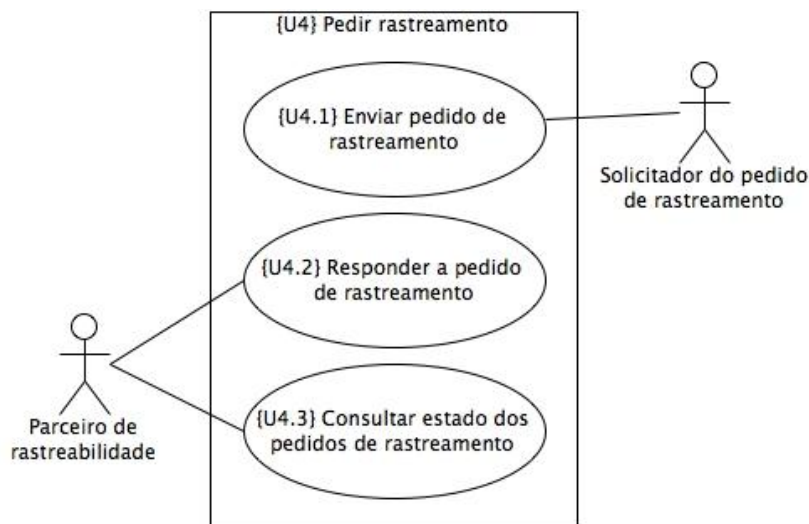 {U4} Pedir rastreamento
{U4.1} Enviar pedido de
rastreamento
Solicitador do pedido
de rastreamento
{U4.2} Responder a pedido
de rastreamento
Parceiro de
rastreabilidade
{U4.3} Consultar estado dos
pedidos de rastreamento